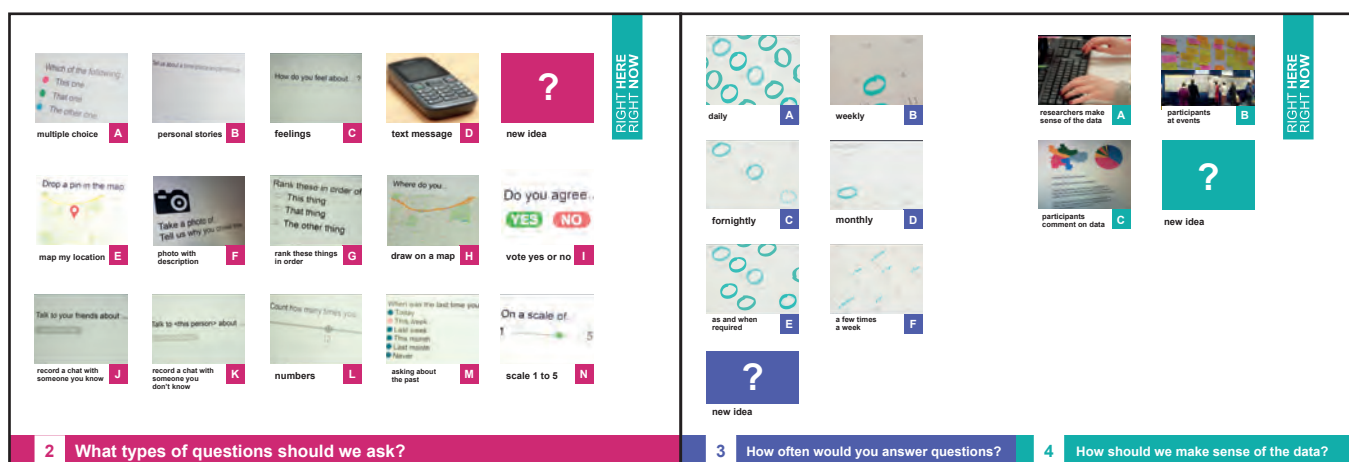 Which of the following..
This one
That one
The other one
multiple choice
A
personal stories
B
How do you feel about... ?
feelings
C
text message
D
?
new idea
RIGHT HERE
RIGHT NOW
Drop a pin in the map
map my location
E
Take a photo of..
Tell us why you
photo with
description
F
Rank these in order of
This thing
That thing
The other thing
rank these things
in order
G
Where do you...
draw on a map
H
Do you agree..
YES NO
vote yes or no
I
Talk to your friends about ...
record a chat with
someone you know
J
Talk to <this person> about ...
record a chat with
someone you
don't know
K
Count how many times you
12
numbers
L
When was the last time you
Today
This week
Last week
This month
Last month
Never
asking about
the past
M
On a scale of..
1
5
scale 1 to 5
N
2 What types of questions should we ask?
daily
A
weekly
B
fornightly
C
monthly
D
as and when
required
E
a few times
a week
F
?
new idea
3 How often would you answer questions?
researchers make
sense of the data
A
participants
at events
B
RIGHT HERE
RIGHT NOW
participants
comment on data
C
?
new idea
4 How should we make sense of the data?